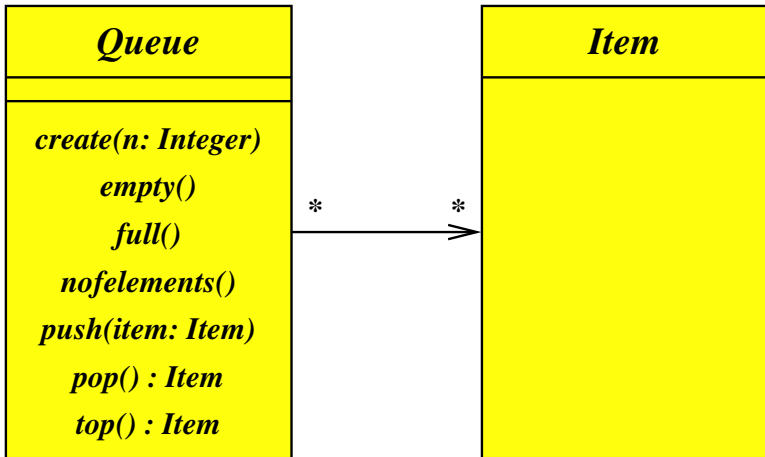 Queue
create(n: Integer)
empty()
full()
nofelements()
push(item: Item)
pop() : Item
top() : Item
* *
Item